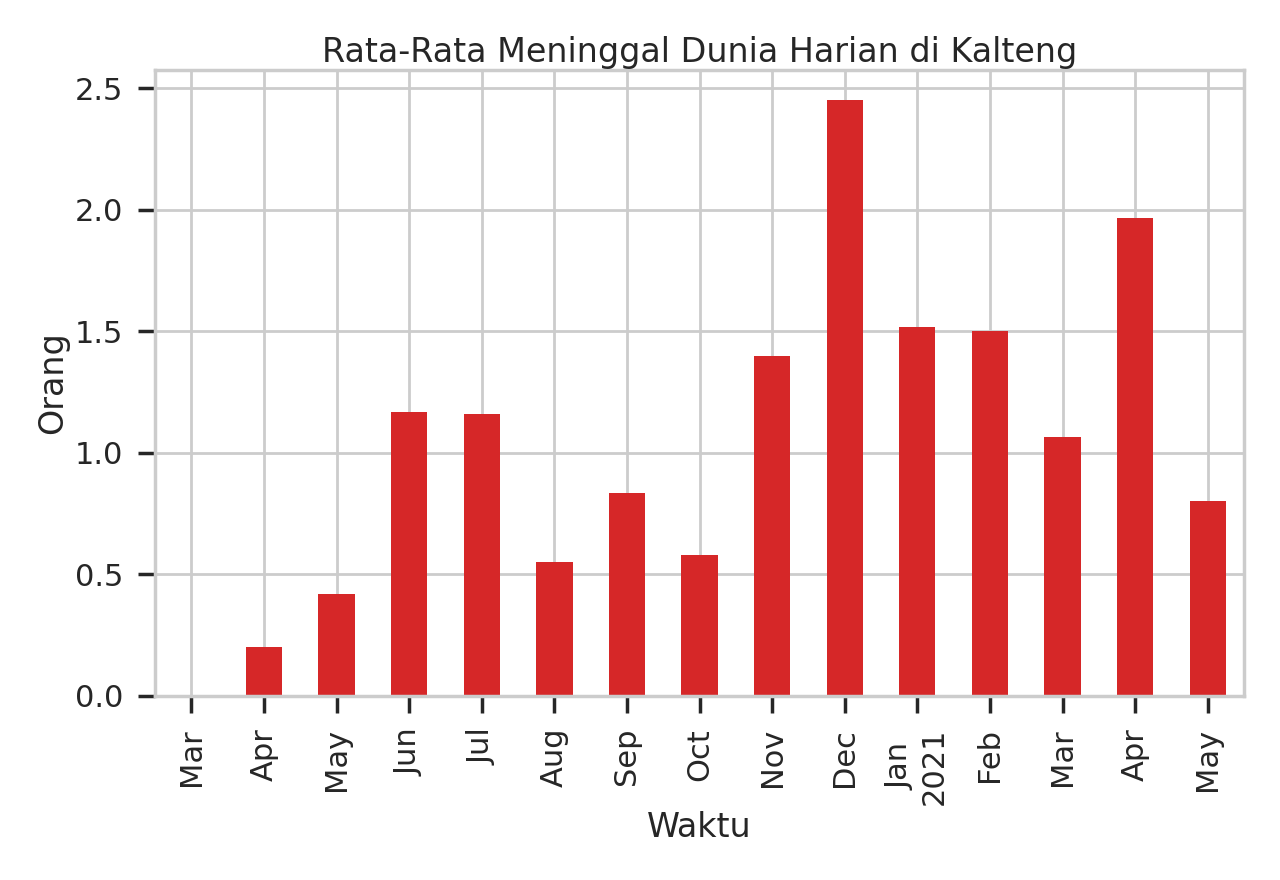 Rata-Rata Meninggal Dunia Harian di Kalteng
2.5
2.0
1.5
1.0
0.5
0.0
Orang
Mar
Apr
May
Jun
Jul
Aug
Sep
Oct
Nov
Dec
Jan
2021
Feb
Mar
Apr
May
Waktu